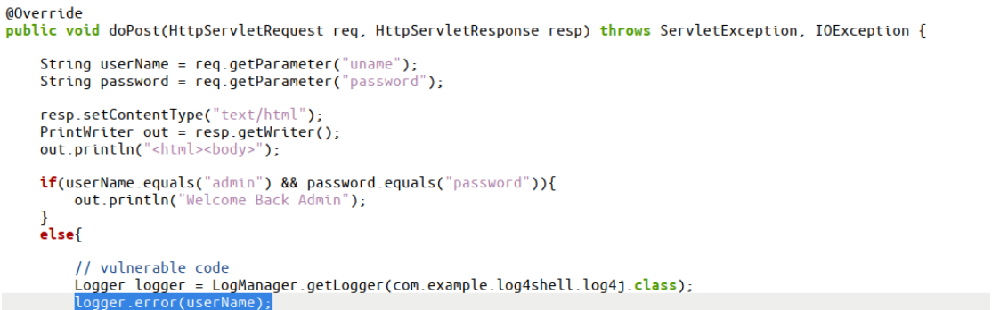 @Override
public void doPost(HttpServletRequest req, HttpServletResponse resp) throws ServletException, IOException {
String userName = req.getParameter("uname");
String password = req.getParameter("password");
resp.setContentType("text/html");
PrintWriter out = resp.getWriter();
out.println("<html><body>");
if(userName.equals("admin") && password.equals("password")){
out.println("Welcome Back Admin");
}
else{
// vulnerable code
Logger logger = LogManager.getLogger(com.example.log4shell.log4j.class);
logger.error(userName);